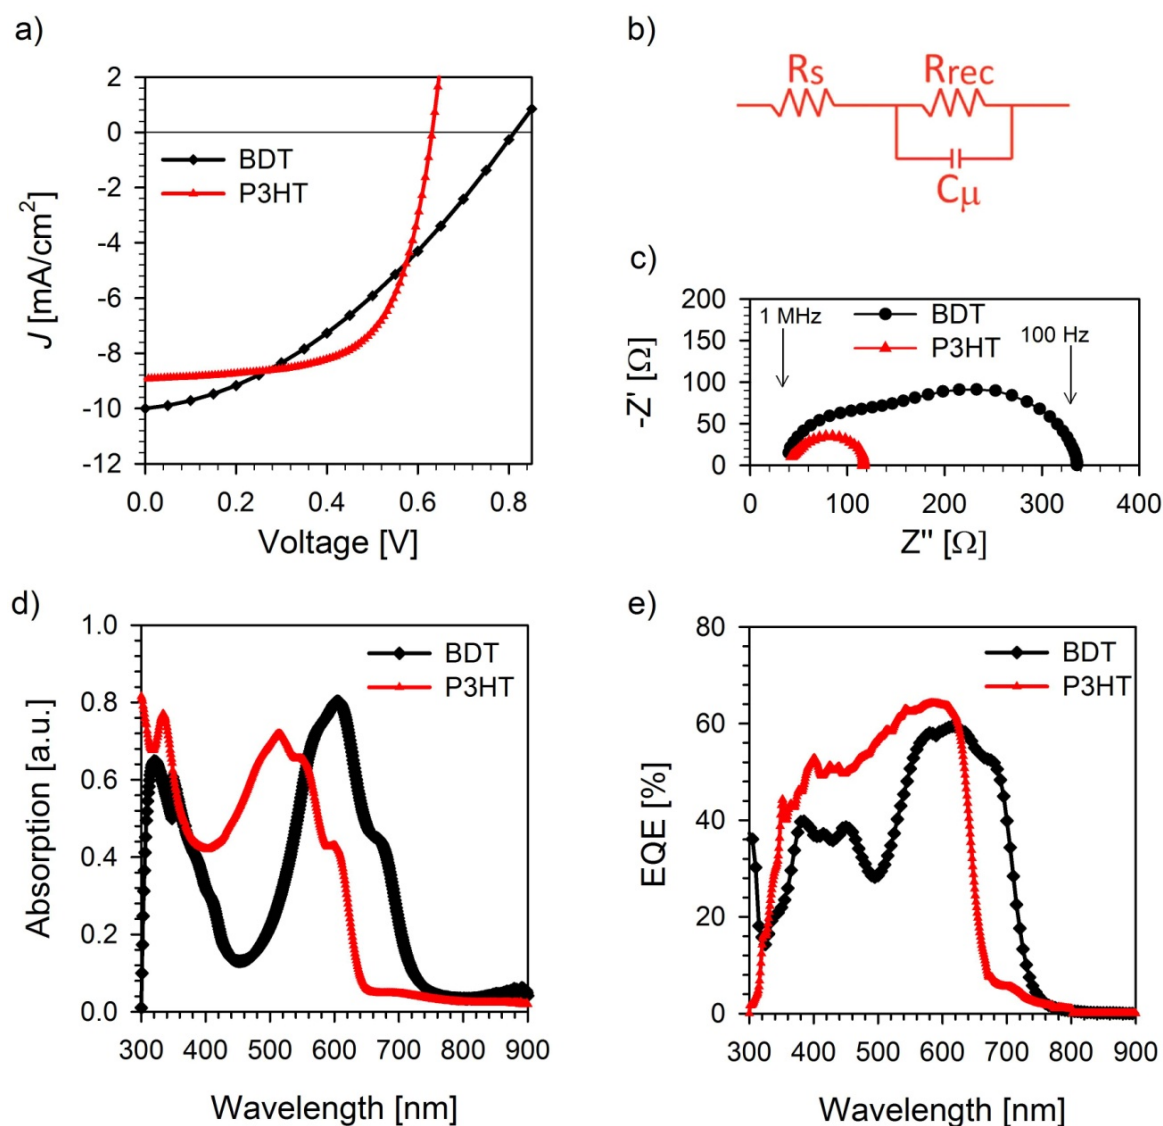 a)
2
0
-2
-4
-6
-8
-10
-12
J [mA/cm²]
BDT
P3HT
0.0 0.2 0.4 0.6 0.8
Voltage [V]
b)
Rs Rrec
Cμ
c)
200
150
100
50
0
-Z' [Ω]
1 MHz
BDT
P3HT
100 Hz
0 100 200 300 400
Z'' [Ω]
d)
1.0
0.8
0.6
0.4
0.2
0.0
Absorption [a.u.]
BDT
P3HT
300 400 500 600 700 800 900
Wavelength [nm]
e)
80
60
40
20
0
EQE [%]
BDT
P3HT
300 400 500 600 700 800 900
Wavelength [nm]